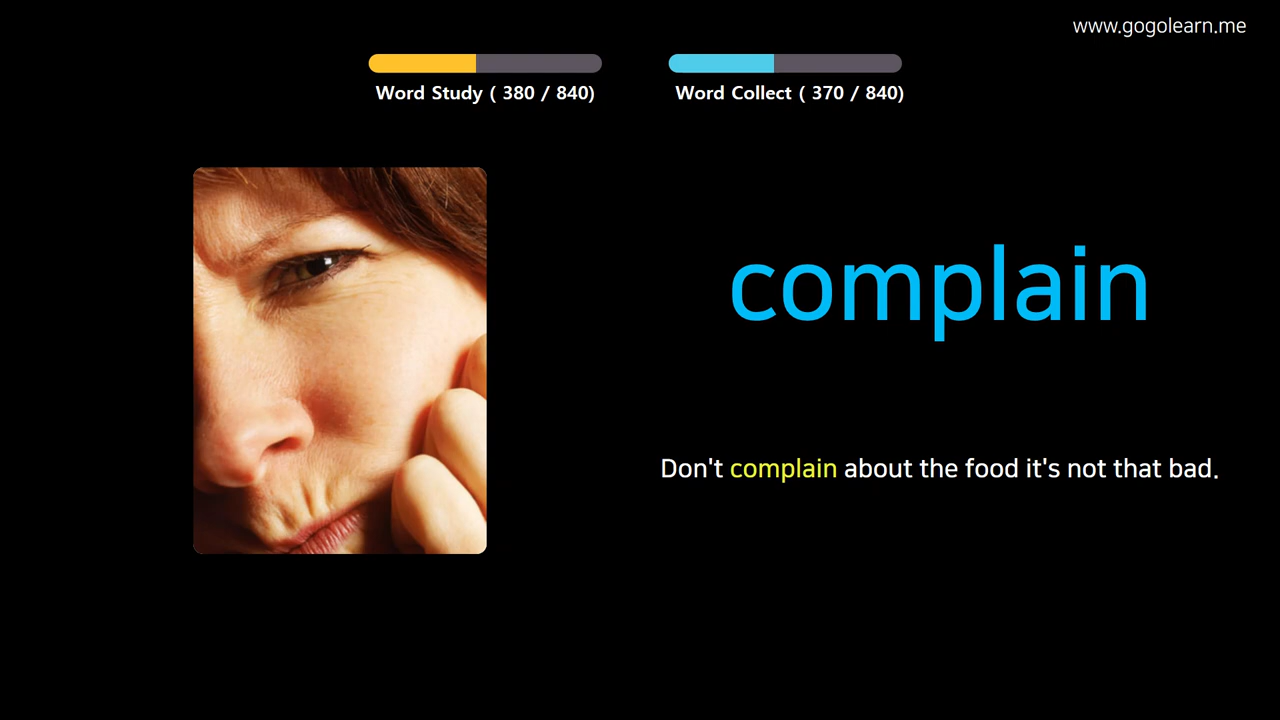 www.gogolearn.me
Word Study ( 380 / 840)
Word Collect ( 370 / 840)
complain
Don't complain about the food it's not that bad.